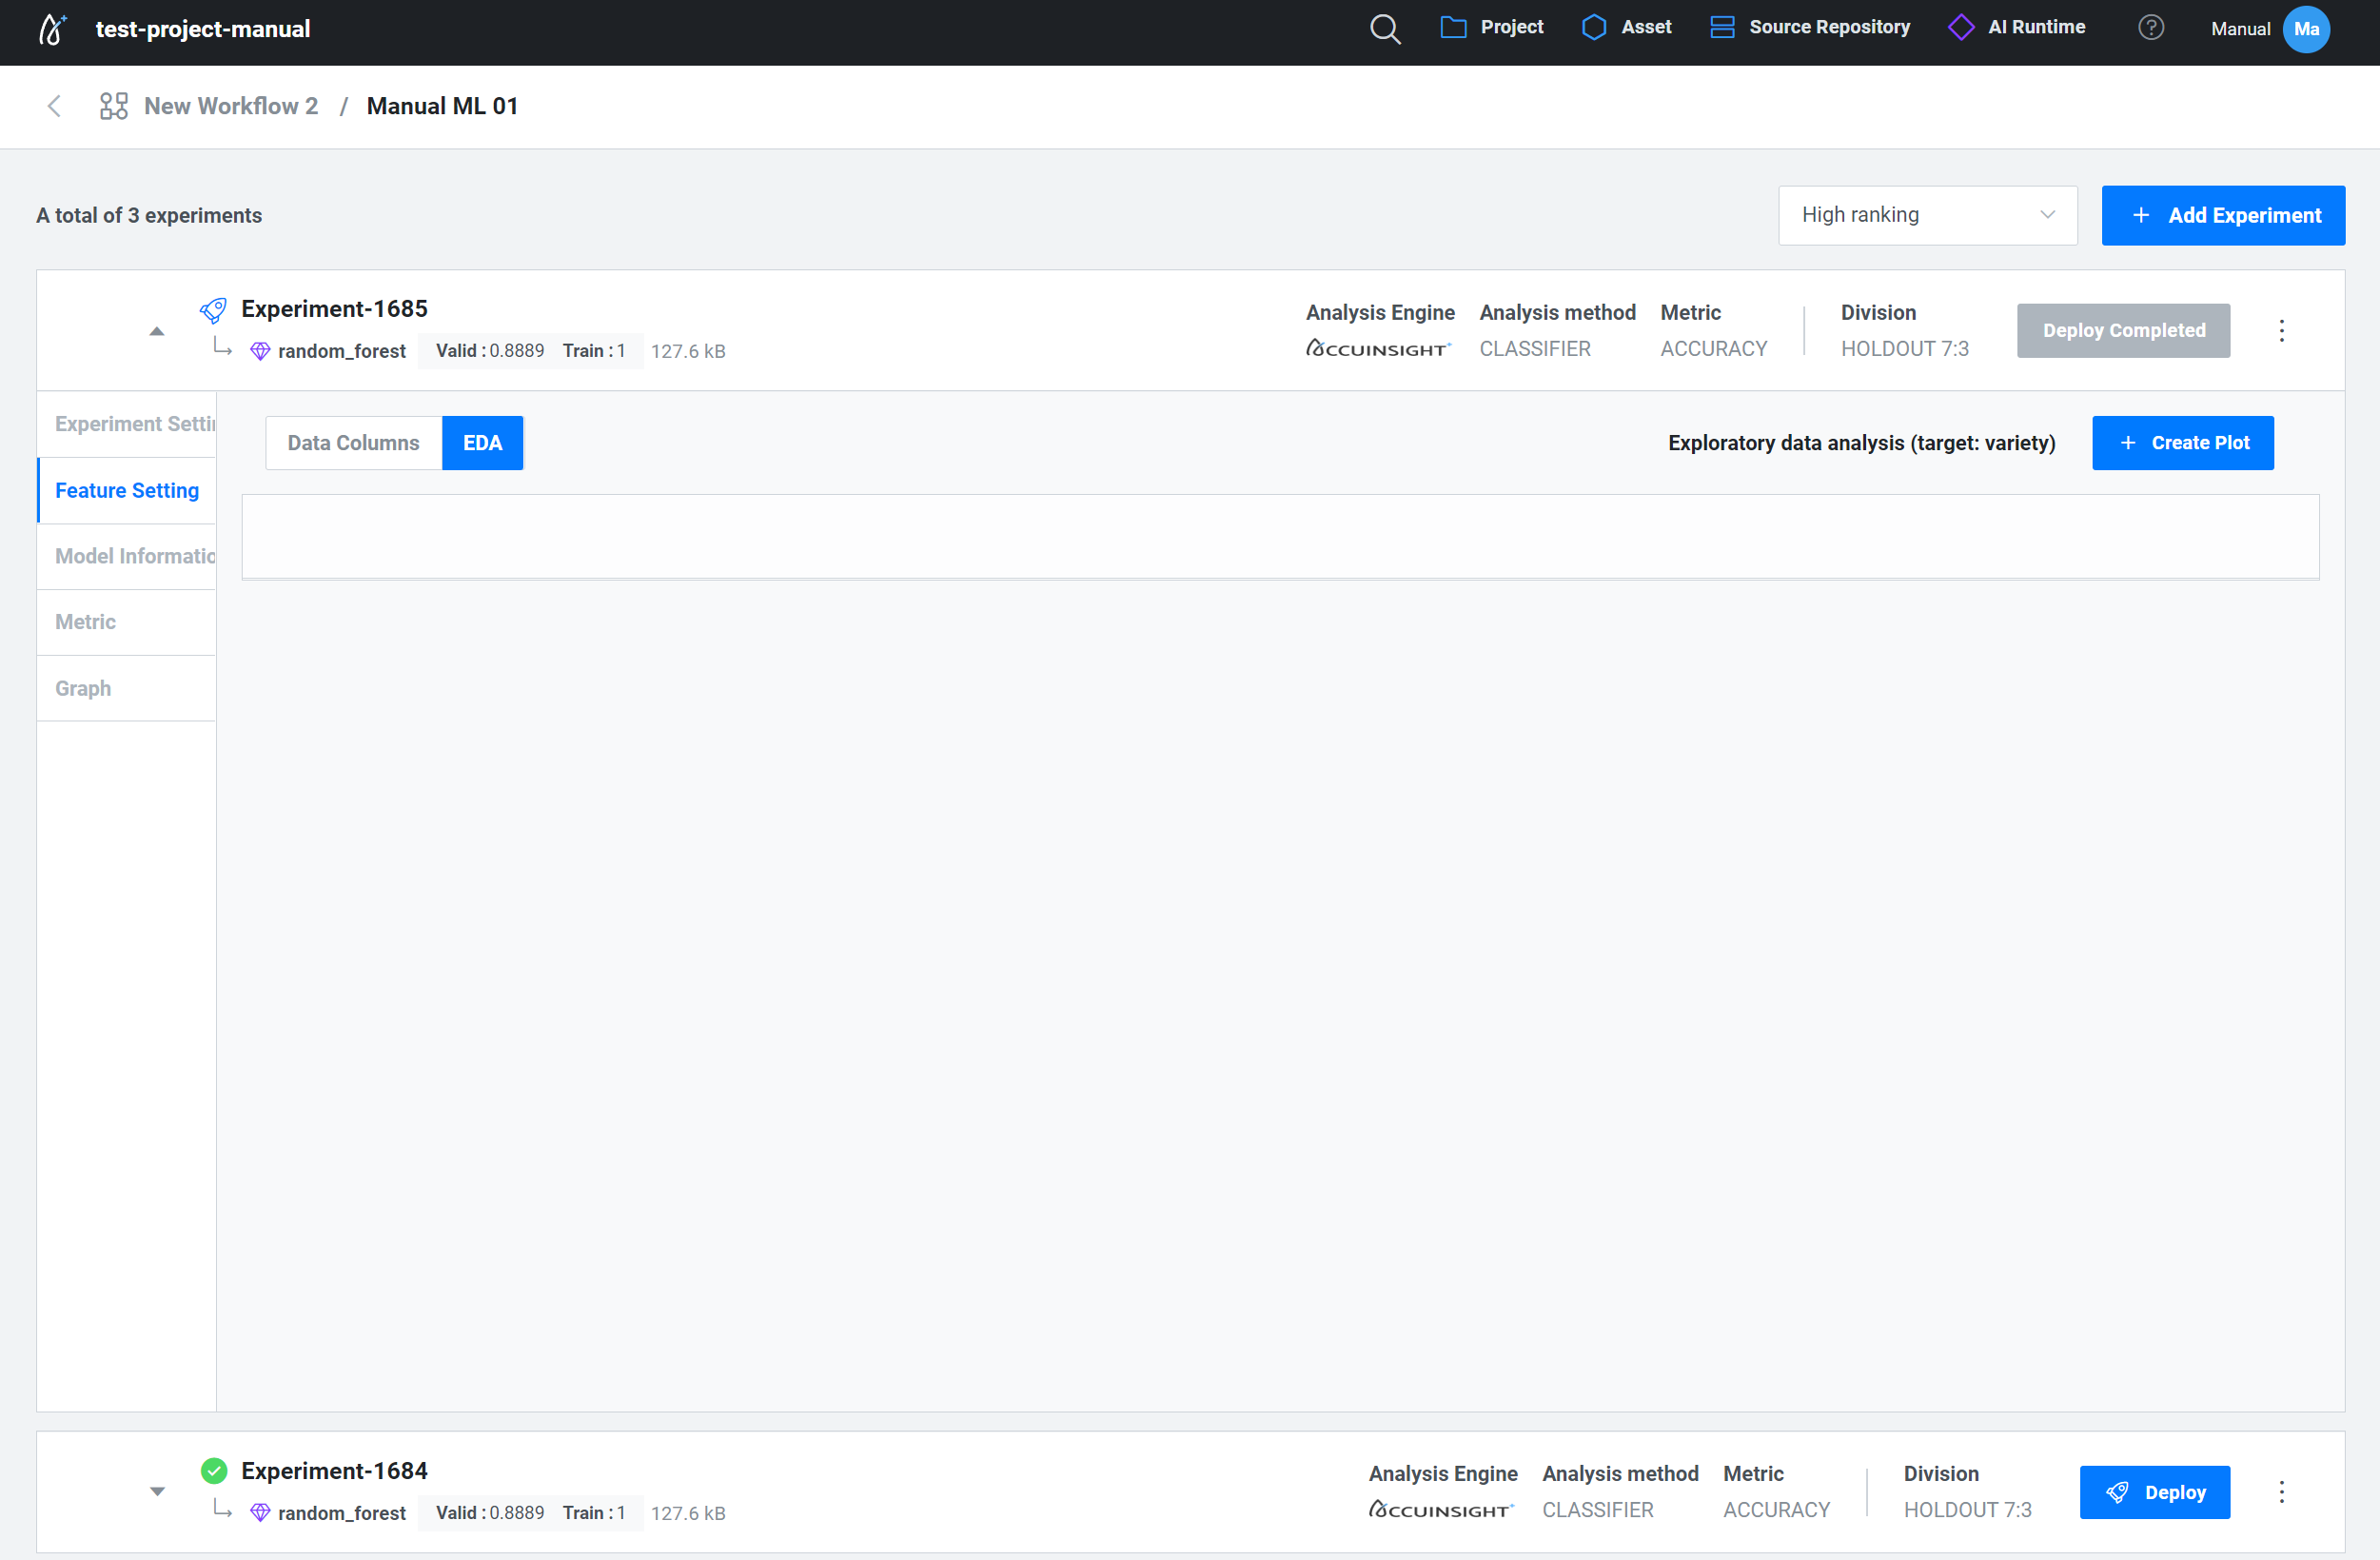 test-project-manual
Project
Asset
Source Repository
AI Runtime
?
Manual
Ma
New Workflow 2 / Manual ML 01
A total of 3 experiments
High ranking
+ Add Experiment
Experiment-1685
random_forest Valid : 0.8889 Train : 1 127.6 kB
Analysis Engine
ACCUINSIGHT+
Analysis method
CLASSIFIER
Metric
ACCURACY
Division
HOLDOUT 7:3
Deploy Completed
Experiment Settin
Feature Setting
Model Informatio
Metric
Graph
Data Columns
EDA
Exploratory data analysis (target: variety)
+ Create Plot
Experiment-1684
random_forest Valid : 0.8889 Train : 1 127.6 kB
Analysis Engine
ACCUINSIGHT+
Analysis method
CLASSIFIER
Metric
ACCURACY
Division
HOLDOUT 7:3
Deploy